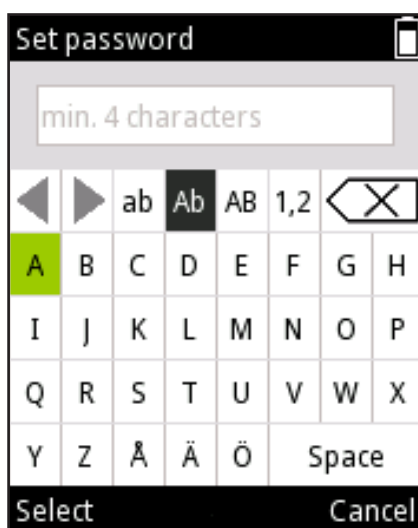 Set password
min. 4 characters
ab Ab AB 1,2
A B C D E F G H
I J K L M N O P
Q R S T U V W X
Y Z Å Ä Ö Space
Select Cancel